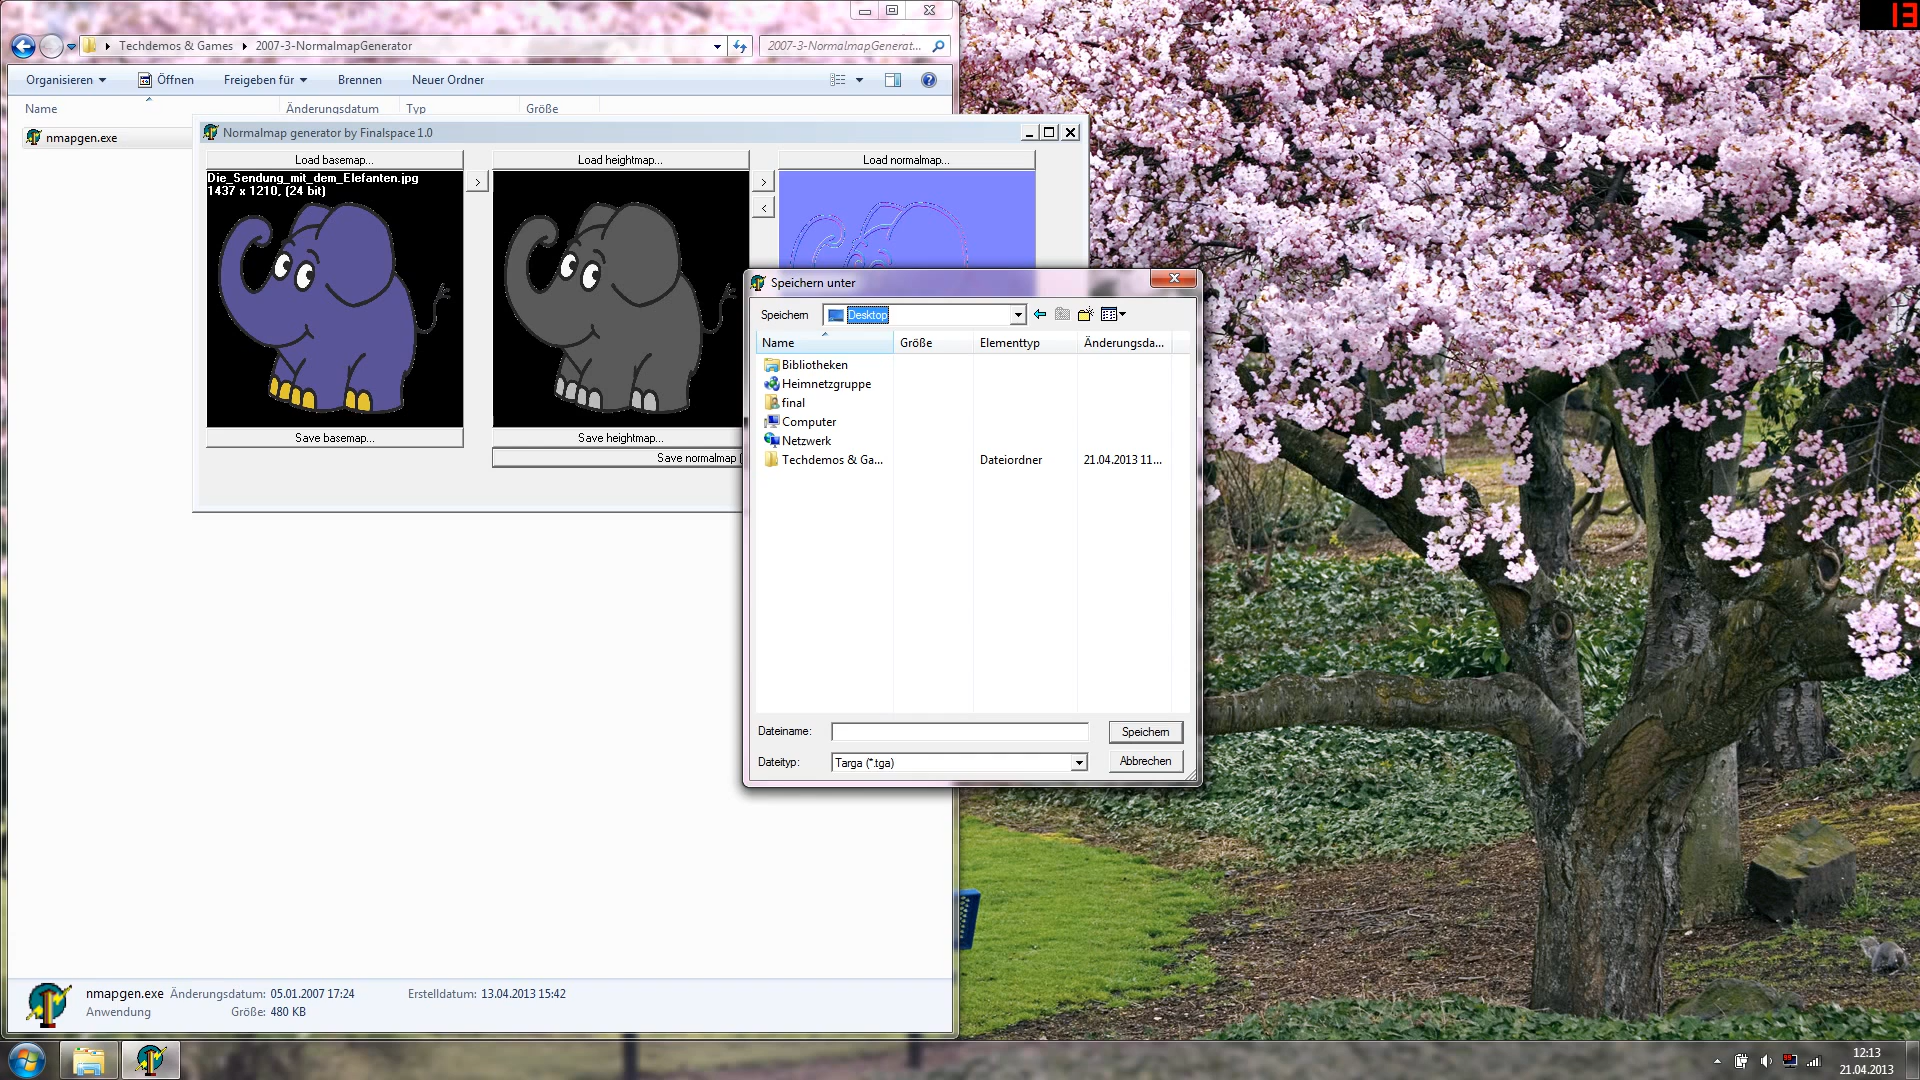 13
Techdemos & Games
2007-3-NormalmapGenerator
2007-3-NormalmapGenerat...
Organisieren
Öffnen
Freigeben für
Brennen
Neuer Ordner
Name
Änderungsdatum
Typ
Größe
nmapgen.exe
Normalmap generator by Finalspace 1.0
Load basemap...
Load heightmap...
Load normalmap...
Die_Sendung_mit_dem_Elefanten.jpg
1437 x 1210, (24 bit)
>
>
<
Save basemap...
Save heightmap...
Save normalmap (
Speichern unter
Speichern
Desktop
Name
Größe
Elementtyp
Änderungsda...
Bibliotheken
Heimnetzgruppe
final
Computer
Netzwerk
Techdemos & Ga...
Dateiordner
21.04.2013 11...
Dateiname:
Speichern
Dateityp:
Targa (*.tga)
Abbrechen
nmapgen.exe
Änderungsdatum: 05.01.2007 17:24
Erstelldatum: 13.04.2013 15:42
Anwendung
Größe: 480 KB
12:13
21.04.2013